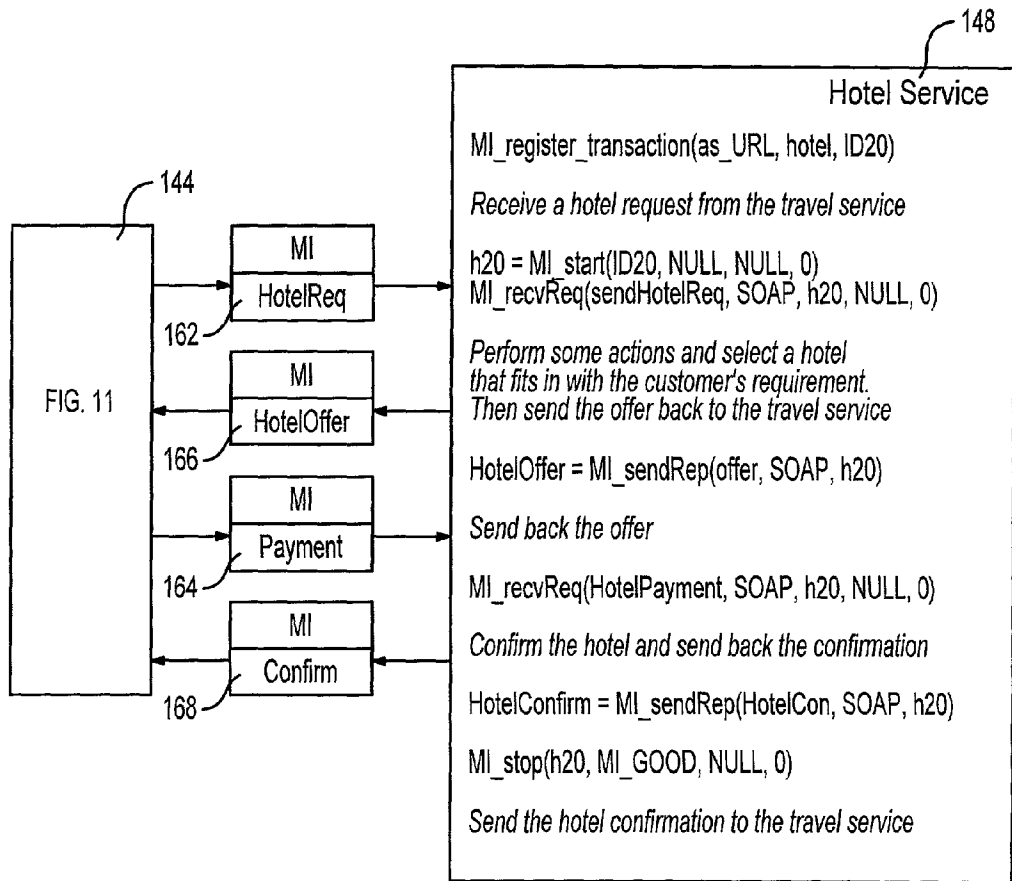 148
Hotel Service
MI_register_transaction(as_URL, hotel, ID20)
Receive a hotel request from the travel service
h20 = MI_start(ID20, NULL, NULL, 0)
MI_recvReq(sendHotelReq, SOAP, h20, NULL, 0)
Perform some actions and select a hotel
that fits in with the customer's requirement.
Then send the offer back to the travel service
HotelOffer = MI_sendRep(offer, SOAP, h20)
Send back the offer
MI_recvReq(HotelPayment, SOAP, h20, NULL, 0)
Confirm the hotel and send back the confirmation
HotelConfirm = MI_sendRep(HotelCon, SOAP, h20)
MI_stop(h20, MI_GOOD, NULL, 0)
Send the hotel confirmation to the travel service
144
FIG. 11
MI
HotelReq
162
MI
HotelOffer
166
MI
Payment
164
MI
Confirm
168